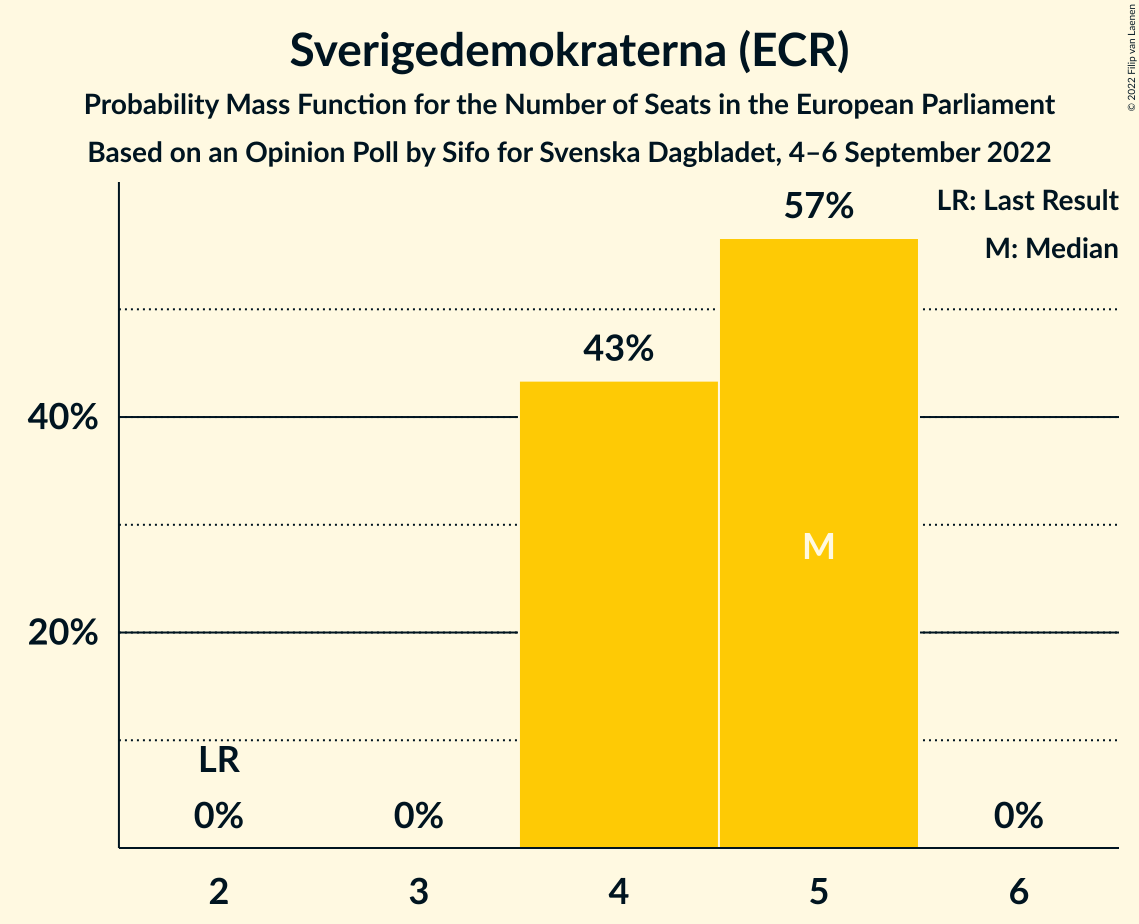 Sverigedemokraterna (ECR)
Probability Mass Function for the Number of Seats in the European Parliament
Based on an Opinion Poll by Sifo for Svenska Dagbladet, 4–6 September 2022
© 2022 Filip van Laenen
LR: Last Result
M: Median
57%
43%
40%
M
20%
LR
0%
0%
0%
2
3
4
5
6